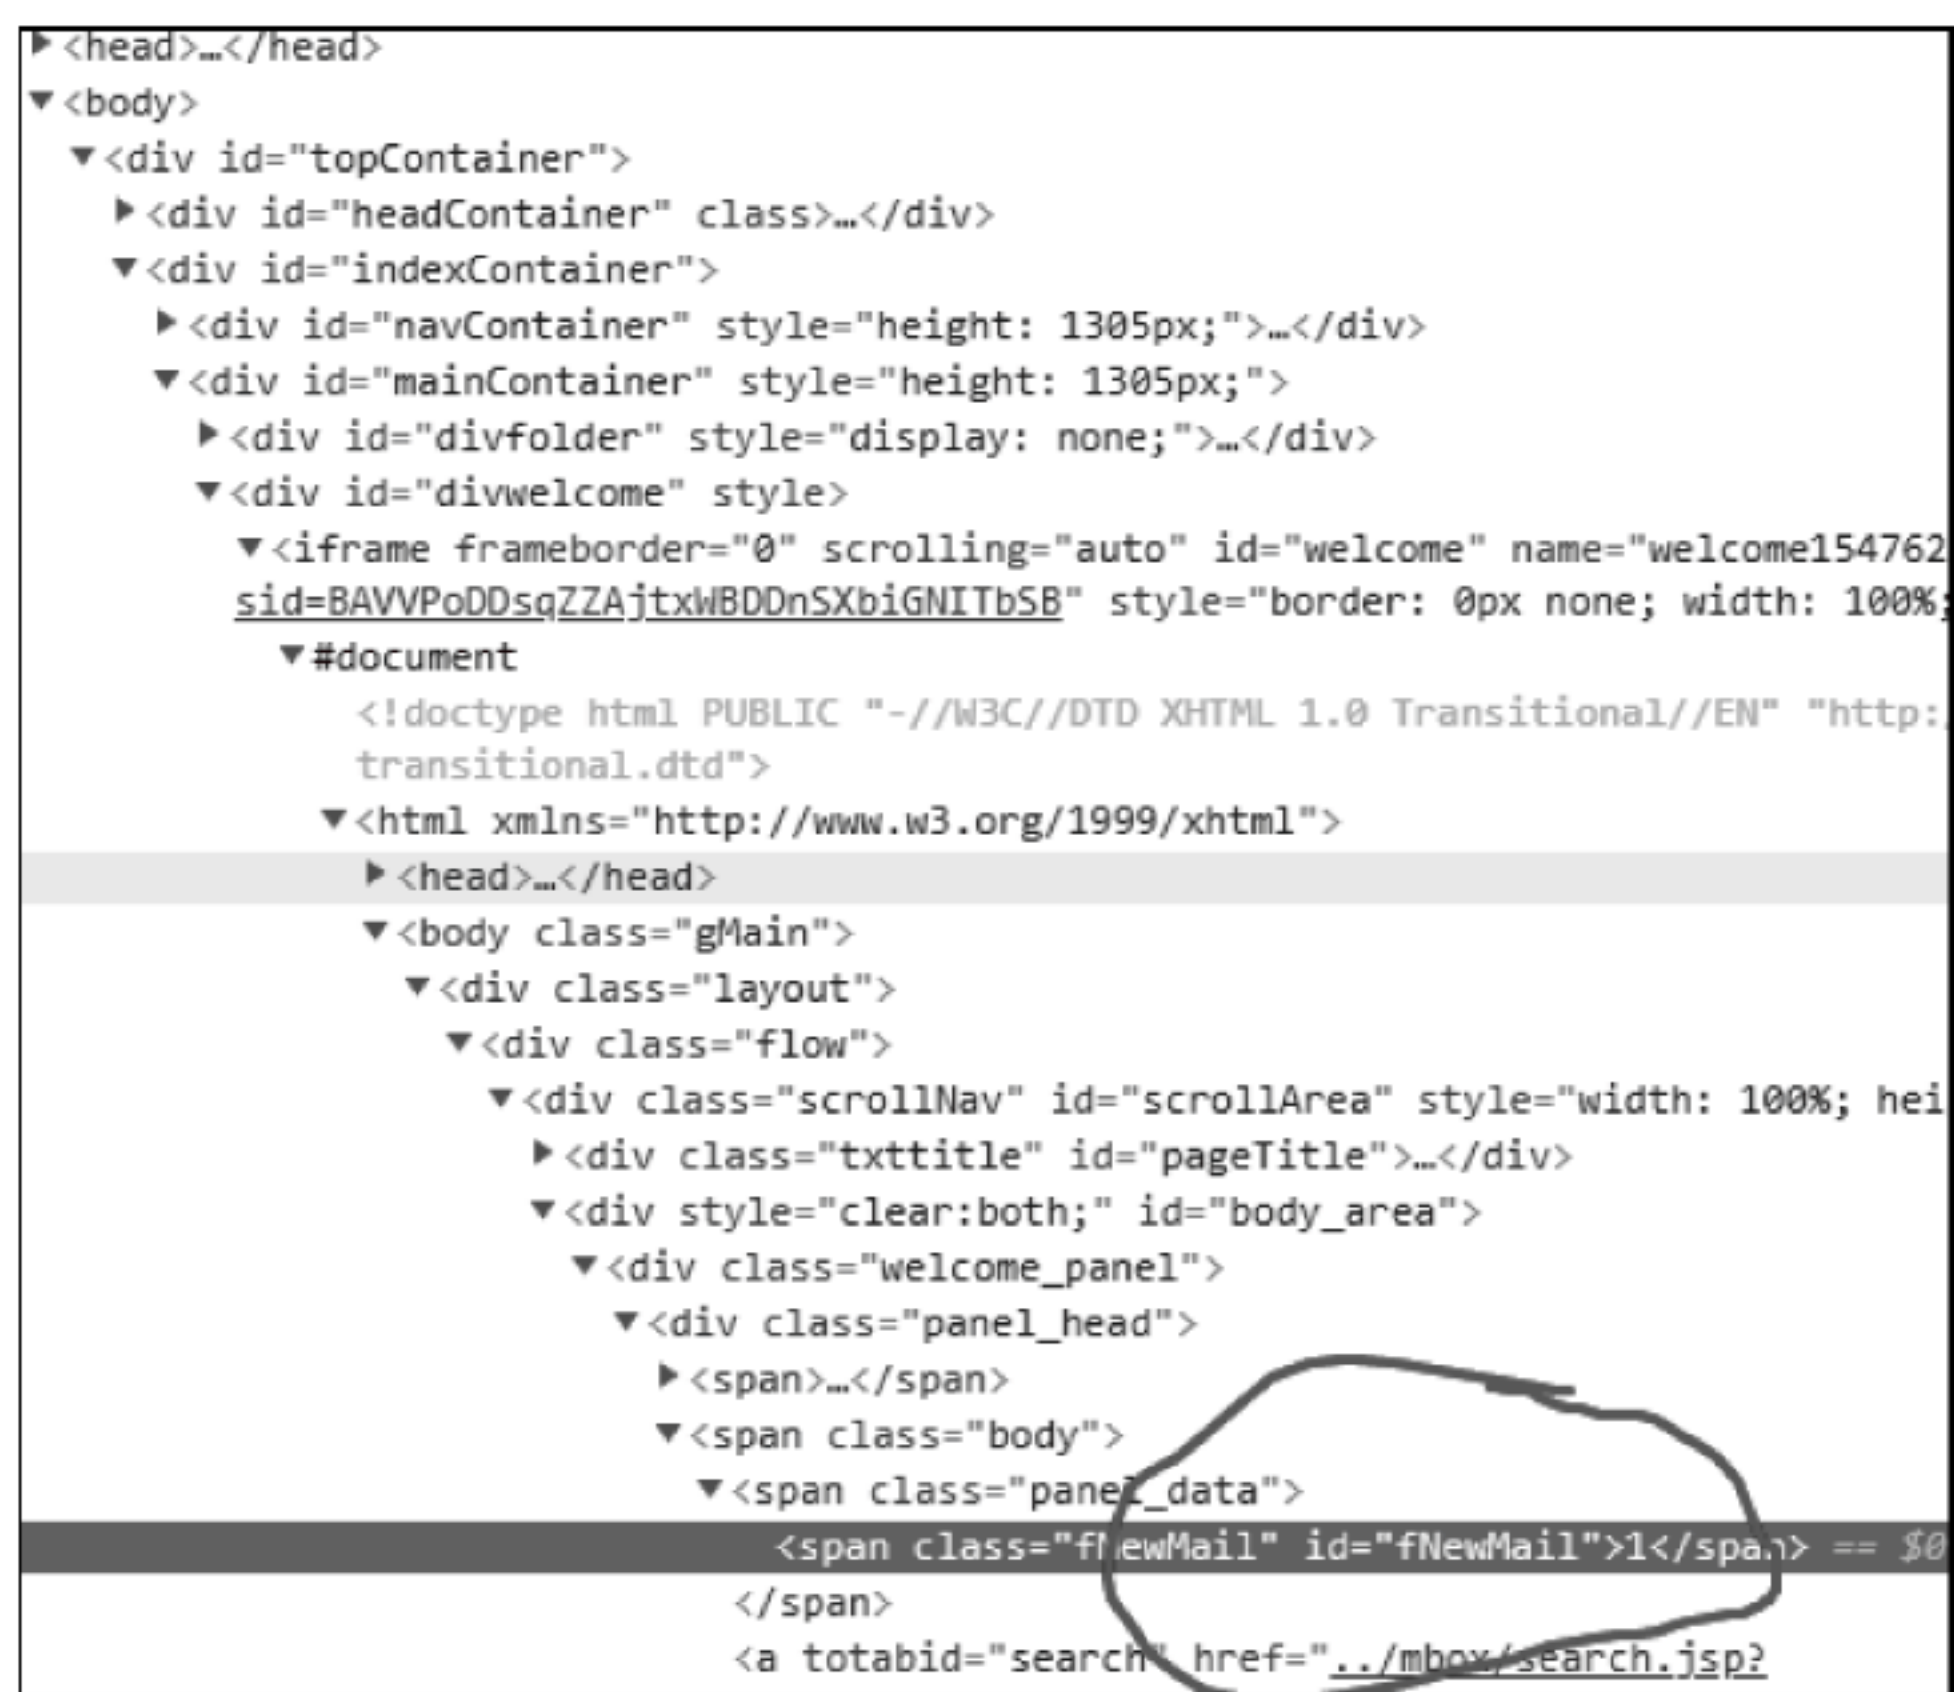 <head>…</head>
<body>
<div id="topContainer">
<div id="headContainer" class>…</div>
<div id="indexContainer">
<div id="navContainer" style="height: 1305px;">…</div>
<div id="mainContainer" style="height: 1305px;">
<div id="divfolder" style="display: none;">…</div>
<div id="divwelcome" style>
<iframe frameborder="0" scrolling="auto" id="welcome" name="welcome154762
sid=BAVVPoDDsqZZAjtxWBDDnSXbiGNITbSB" style="border: 0px none; width: 100%;
#document
<!doctype html PUBLIC "-//W3C//DTD XHTML 1.0 Transitional//EN" "http:/
transitional.dtd">
<html xmlns="http://www.w3.org/1999/xhtml">
<head>…</head>
<body class="gMain">
<div class="layout">
<div class="flow">
<div class="scrollNav" id="scrollArea" style="width: 100%; hei
<div class="txttitle" id="pageTitle">…</div>
<div style="clear:both;" id="body_area">
<div class="welcome_panel">
<div class="panel_head">
<span>…</span>
<span class="body">
<span class="panel_data">
<span class="fNewMail" id="fNewMail">1</span> == $0
</span>
<a totabid="search" href="../mbox/search.jsp?